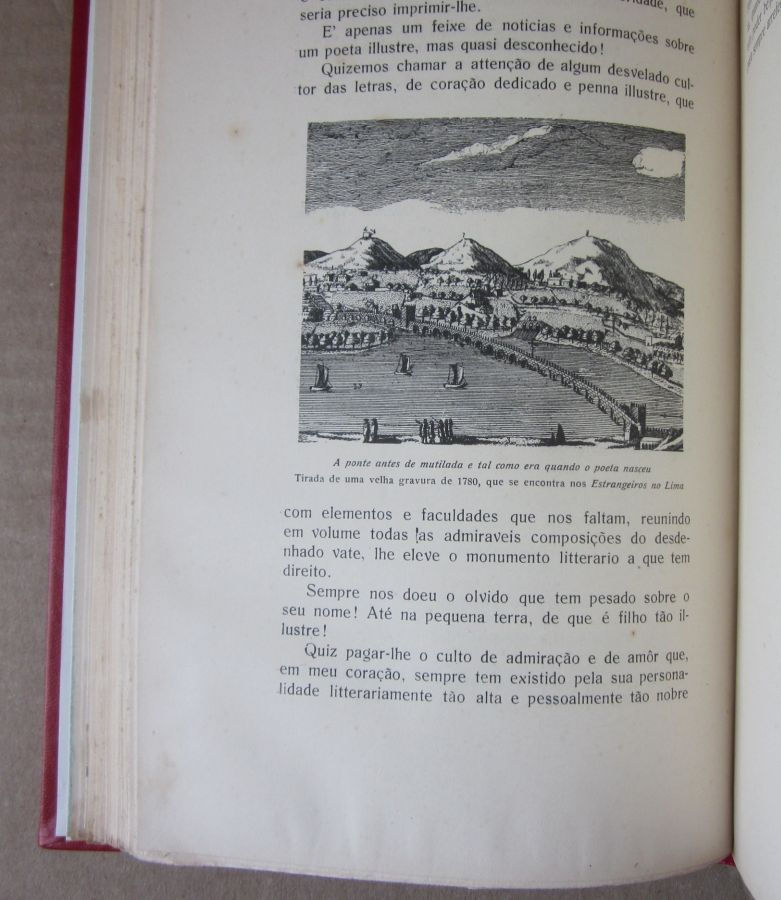 que
seria preciso imprimir-lhe.
E' apenas um feixe de noticias e informações sobre
um poeta illustre, mas quasi desconhecido!
Quizemos chamar a attenção de algum desvelado cul-
tor das letras, de coração dedicado e penna illustre, que
A ponte antes de mutilada e tal como era quando o poeta nasceu
Tirada de uma velha gravura de 1780, que se encontra nos Estrangeiros no Lima
com elementos e faculdades que nos faltam, reunindo
em volume todas as admiraveis composições do desde-
nhado vate, lhe eleve o monumento litterario a que tem
direito.
Sempre nos doeu o olvido que tem pesado sobre o
seu nome! Até na pequena terra, de que é filho tão il-
lustre!
Quiz pagar-lhe o culto de admiração e de amôr que,
em meu coração, sempre tem existido pela sua persona-
lidade litterariamente tão alta e pessoalmente tão nobre